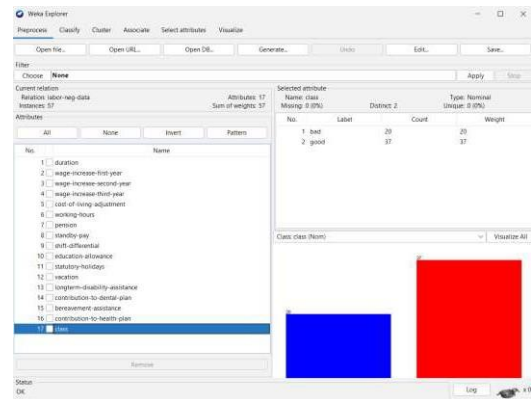 Weka Explorer
Preprocess Classify Cluster Associate Select attributes Visualize
Open file... Open URL... Open DB... Generate... Undo Edit... Save...
Filter
Choose None Apply Stop
Current relation
Relation: labor-neg-data Attributes: 17
Instances: 57 Sum of weights: 57
Attributes
All None Invert Pattern
No. Name
1 duration
2 wage-increase-first-year
3 wage-increase-second-year
4 wage-increase-third-year
5 cost-of-living-adjustment
6 working-hours
7 pension
8 standby-pay
9 shift-differential
10 education-allowance
11 statutory-holidays
12 vacation
13 longterm-disability-assistance
14 contribution-to-dental-plan
15 bereavement-assistance
16 contribution-to-health-plan
17 class
Remove
Selected attribute
Name: class Type: Nominal
Missing: 0 (0%) Distinct: 2 Unique: 0 (0%)
No. Label Count Weight
1 bad 20 20
2 good 37 37
Class: class (Nom) Visualize All
Status
OK
Log x 0